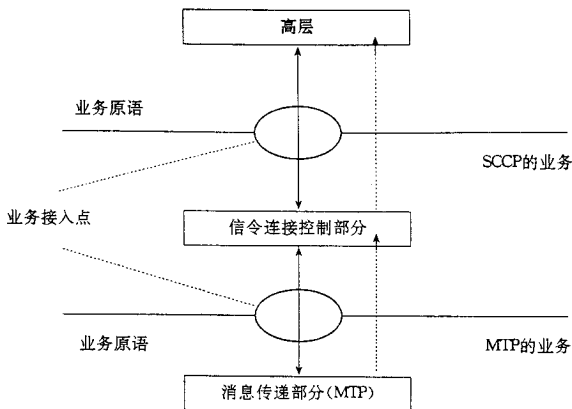 高层
业务原语
SCCP的业务
业务接入点
信令连接控制部分
业务原语
MTP的业务
消息传递部分(MTP)